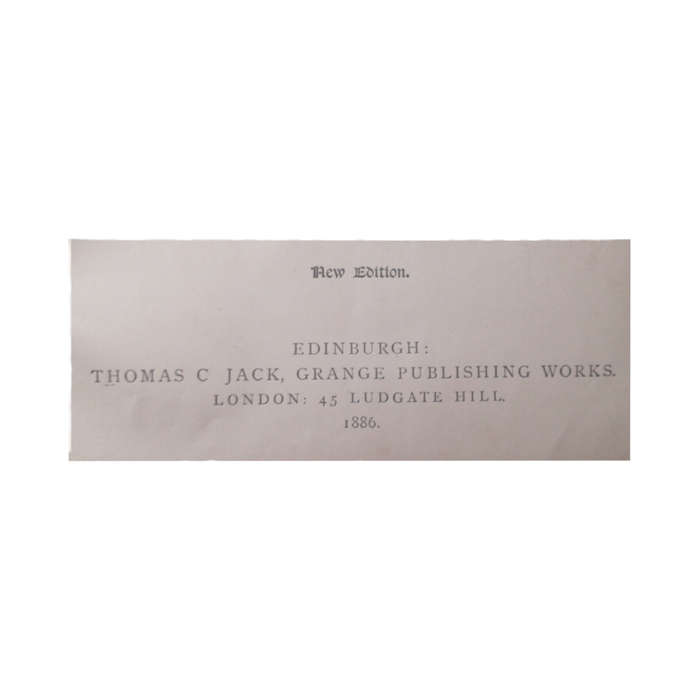 New Edition.
EDINBURGH:
THOMAS C JACK, GRANGE PUBLISHING WORKS.
LONDON: 45 LUDGATE HILL.
1886.